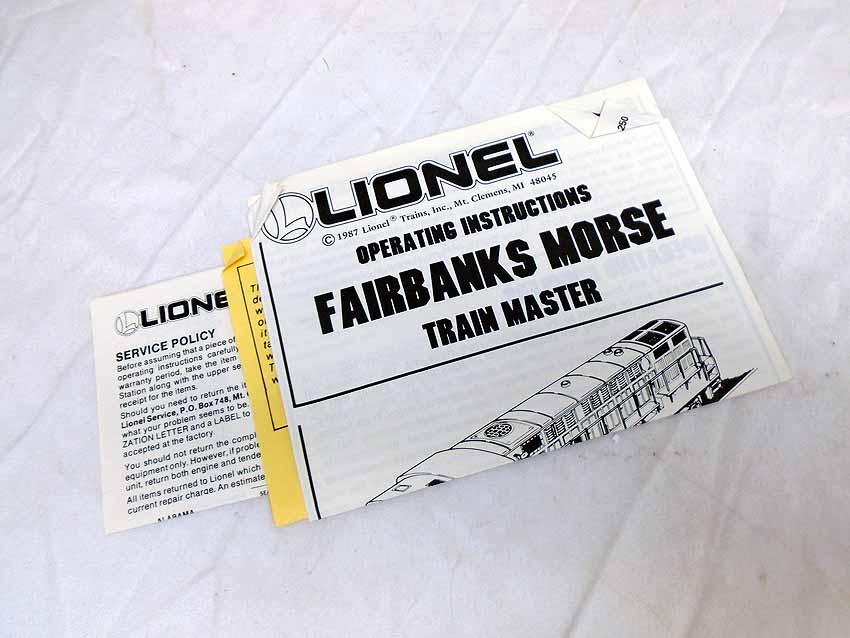 LIONEL®
© 1987 Lionel® Trains, Inc., Mt. Clemens, MI 48045
OPERATING INSTRUCTIONS
FAIRBANKS MORSE
TRAIN MASTER
250
LIONEL
SERVICE POLICY
Before assuming that a piece of
operating instructions carefully
warranty period, take the item
Station along with the upper se
receipt for the items.
Should you need to return the it
Lionel Service, P.O. Box 748, Mt.
what your problem seems to be.
ZATION LETTER and a LABEL to
accepted at the factory.
You should not return the compl
equipment only. However, if proble
unit, return both engine and tende
All items returned to Lionel which
current repair charge. An estimate
ALABAMA